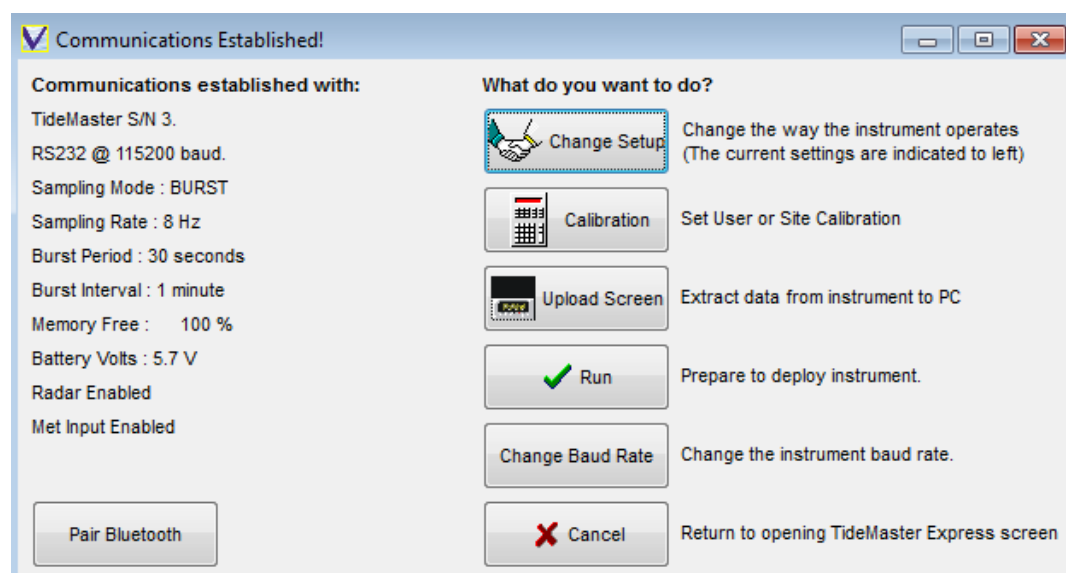 Communications Established!
Communications established with:
TideMaster S/N 3.
RS232 @ 115200 baud.
Sampling Mode : BURST
Sampling Rate : 8 Hz
Burst Period : 30 seconds
Burst Interval : 1 minute
Memory Free : 100 %
Battery Volts : 5.7 V
Radar Enabled
Met Input Enabled
Pair Bluetooth
What do you want to do?
Change Setup
Change the way the instrument operates
(The current settings are indicated to left)
Calibration
Set User or Site Calibration
Upload Screen
Extract data from instrument to PC
Run
Prepare to deploy instrument.
Change Baud Rate
Change the instrument baud rate.
Cancel
Return to opening TideMaster Express screen